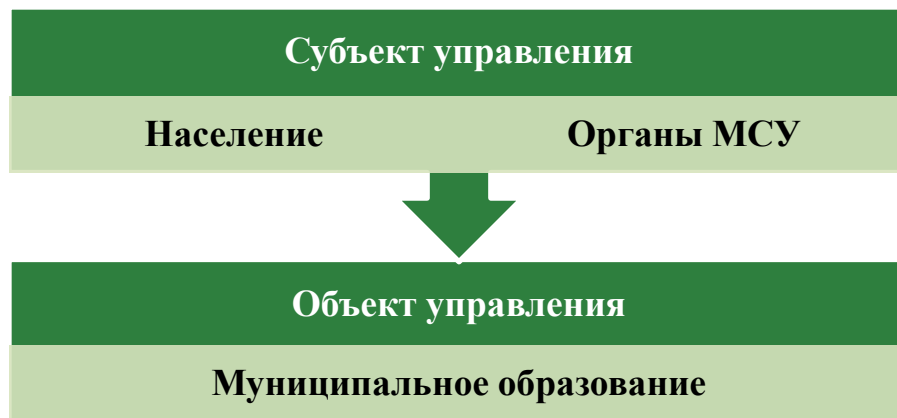 Субъект управления
Население Органы МСУ
Объект управления
Муниципальное образование